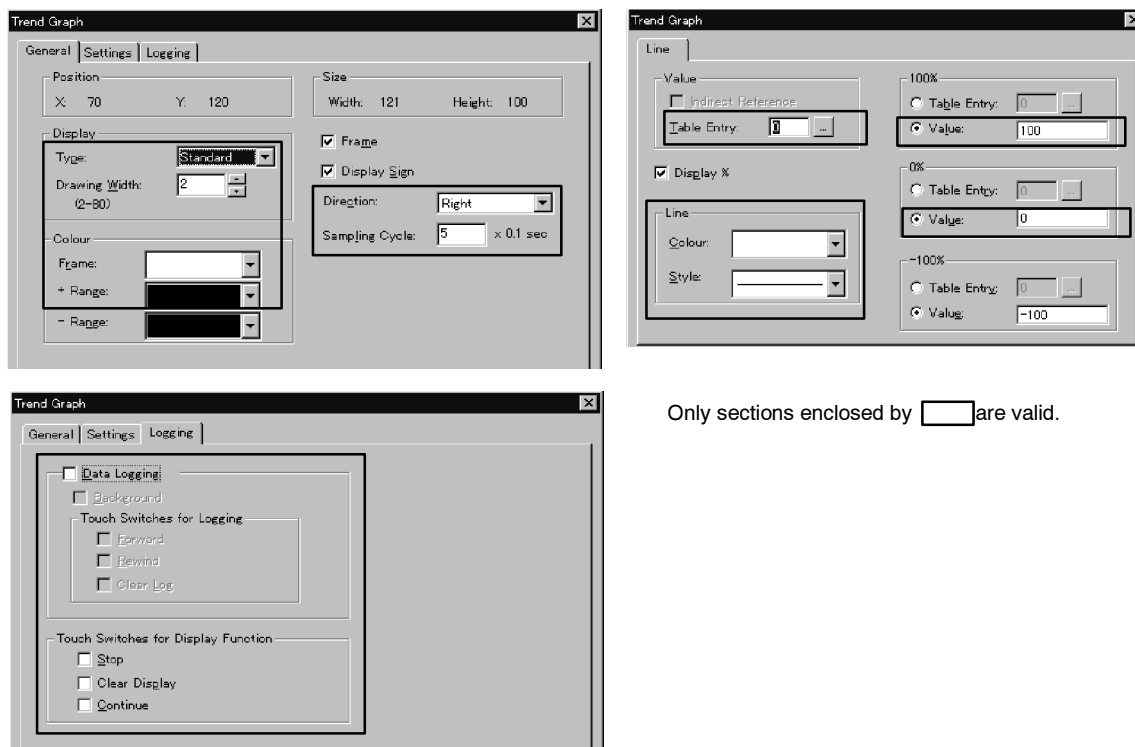 Trend Graph
General Settings Logging
Position
X: 70 Y: 120
Size
Width: 121 Height: 100
Display
Type: Standard
Drawing Width: 2
(2-80)
Frame
Display Sign
Direction: Right
Sampling Cycle: 5 x 0.1 sec
Colour
Frame:
+ Range:
- Range:
Trend Graph
Line
Value
Indirect Reference
Table Entry: 0 ...
Display %
Line
Colour:
Style:
100%
Table Entry: 0 ...
Value: 100
0%
Table Entry: 0 ...
Value: 0
-100%
Table Entry: 0 ...
Value: -100
Trend Graph
General Settings Logging
Data Logging
Background
Touch Switches for Logging
Forward
Rewind
Clear Log
Touch Switches for Display Function
Stop
Clear Display
Continue
Only sections enclosed by are valid.